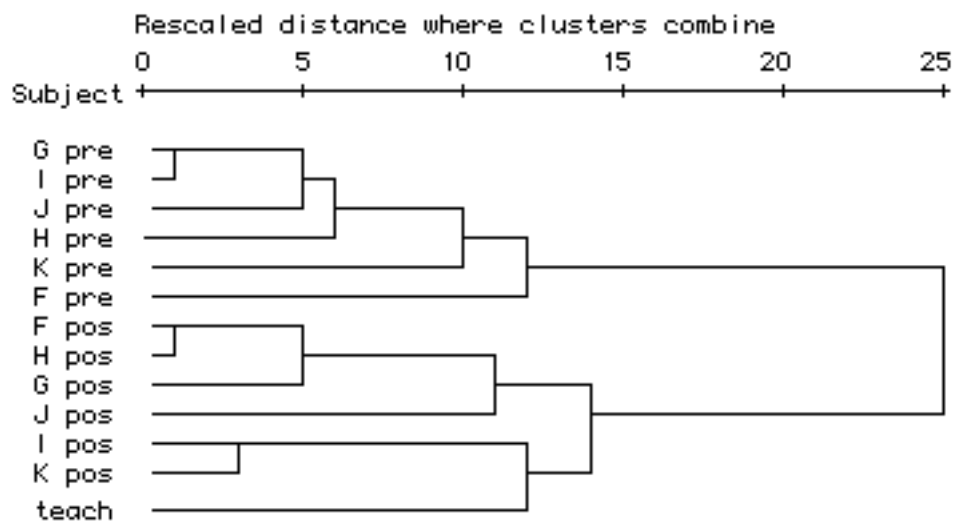 Rescaled distance where clusters combine
0 5 10 15 20 25
Subject
G pre
I pre
J pre
H pre
K pre
F pre
F pos
H pos
G pos
J pos
I pos
K pos
teach